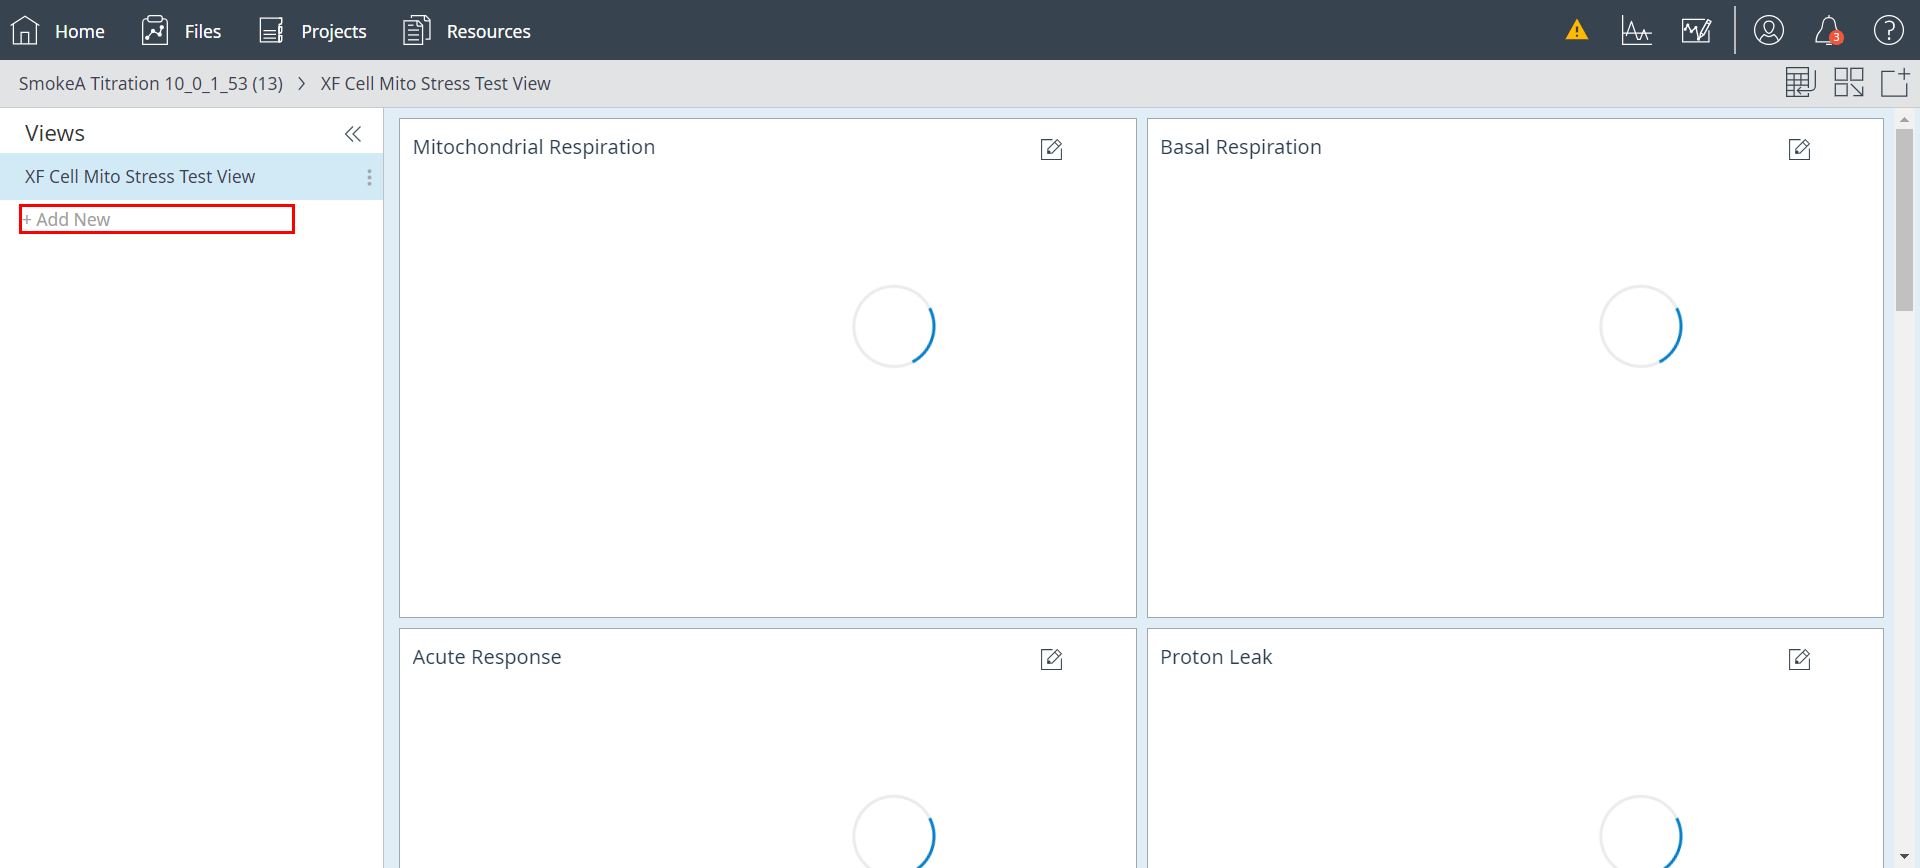 Home Files Projects Resources 3
SmokeA Titration 10_0_1_53 (13) > XF Cell Mito Stress Test View
Views
XF Cell Mito Stress Test View
+ Add New
Mitochondrial Respiration
Basal Respiration
Acute Response
Proton Leak